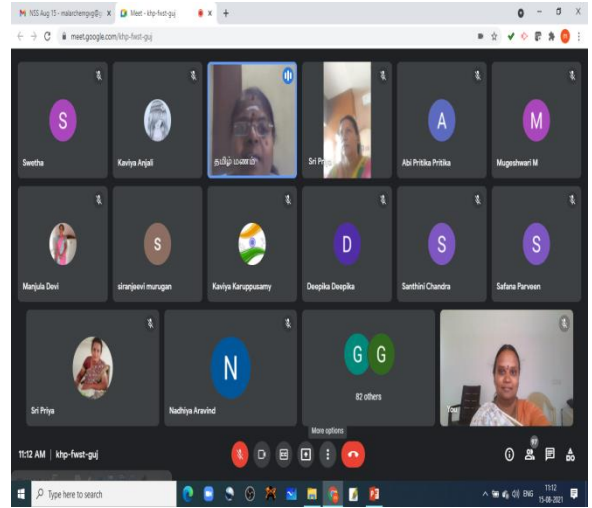 NSS Aug 15 - malarchemgvg@g
Meet - khp-fwst-guj
meet.google.com/khp-fwst-guj
S
Swetha
Kaviya Anjali
தமிழ் மணம்
Sri Priya
A
Abi Pritika Pritika
M
Mugeshwari M
Manjula Devi
s
siranjeevi murugan
Kaviya Karuppusamy
D
Deepika Deepika
S
Santhini Chandra
S
Safana Parveen
Sri Priya
N
Nadhiya Aravind
G G
82 others
You
More options
11:12 AM | khp-fwst-guj
97
Type here to search
ENG
11:12
15-08-2021